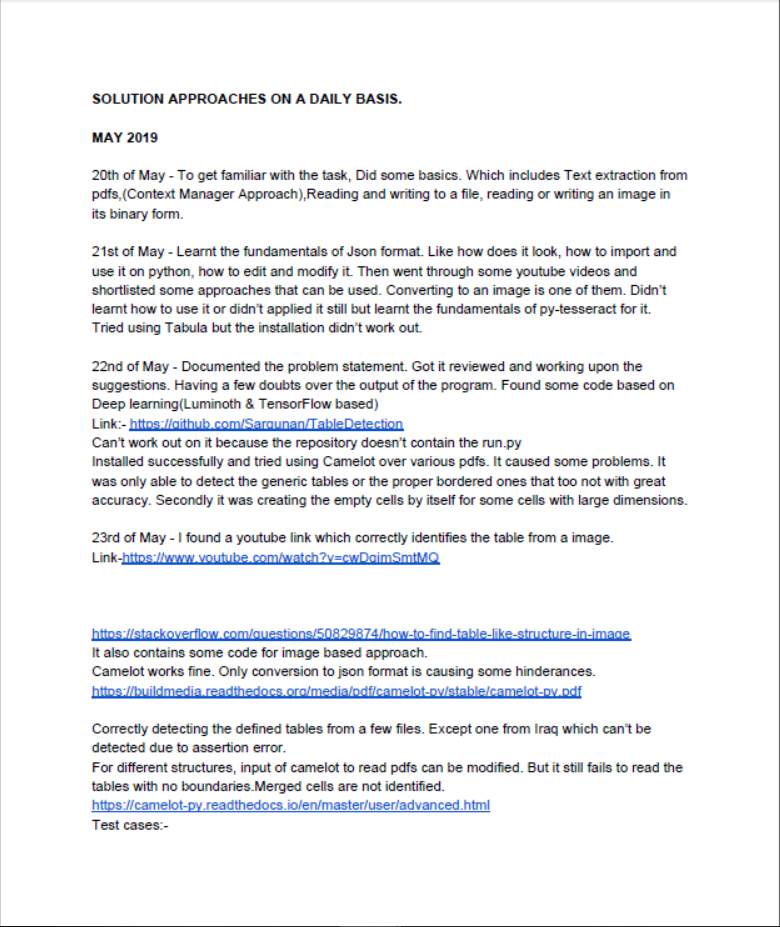 SOLUTION APPROACHES ON A DAILY BASIS.
MAY 2019
20th of May - To get familiar with the task, Did some basics. Which includes Text extraction from
pdfs,(Context Manager Approach),Reading and writing to a file, reading or writing an image in
its binary form.
21st of May - Learnt the fundamentals of Json format. Like how does it look, how to import and
use it on python, how to edit and modify it. Then went through some youtube videos and
shortlisted some approaches that can be used. Converting to an image is one of them. Didn't
learnt how to use it or didn't applied it still but learnt the fundamentals of py-tesseract for it.
Tried using Tabula but the installation didn't work out.
22nd of May - Documented the problem statement. Got it reviewed and working upon the
suggestions. Having a few doubts over the output of the program. Found some code based on
Deep learning(Luminoth & TensorFlow based)
Link:- https://github.com/Sargunan/TableDetection
Can't work out on it because the repository doesn't contain the run.py
Installed successfully and tried using Camelot over various pdfs. It caused some problems. It
was only able to detect the generic tables or the proper bordered ones that too not with great
accuracy. Secondly it was creating the empty cells by itself for some cells with large dimensions.
23rd of May - I found a youtube link which correctly identifies the table from a image.
Link-https://www.youtube.com/watch?v=cwDqimSmtMQ
https://stackoverflow.com/questions/50829874/how-to-find-table-like-structure-in-image
It also contains some code for image based approach.
Camelot works fine. Only conversion to json format is causing some hinderances.
https://buildmedia.readthedocs.org/media/pdf/camelot-py/stable/camelot-py.pdf
Correctly detecting the defined tables from a few files. Except one from Iraq which can't be
detected due to assertion error.
For different structures, input of camelot to read pdfs can be modified. But it still fails to read the
tables with no boundaries.Merged cells are not identified.
https://camelot-py.readthedocs.io/en/master/user/advanced.html
Test cases:-